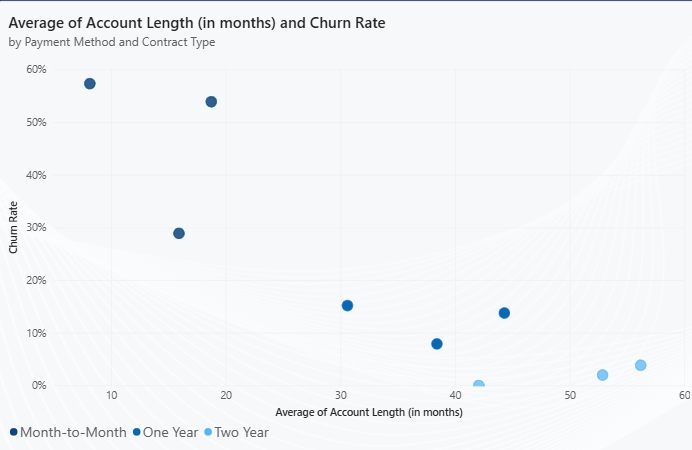 Average of Account Length (in months) and Churn Rate
by Payment Method and Contract Type
60%
50%
40%
30%
20%
10%
0%
Churn Rate
10 20 30 40 50 60
Average of Account Length (in months)
Month-to-Month One Year Two Year